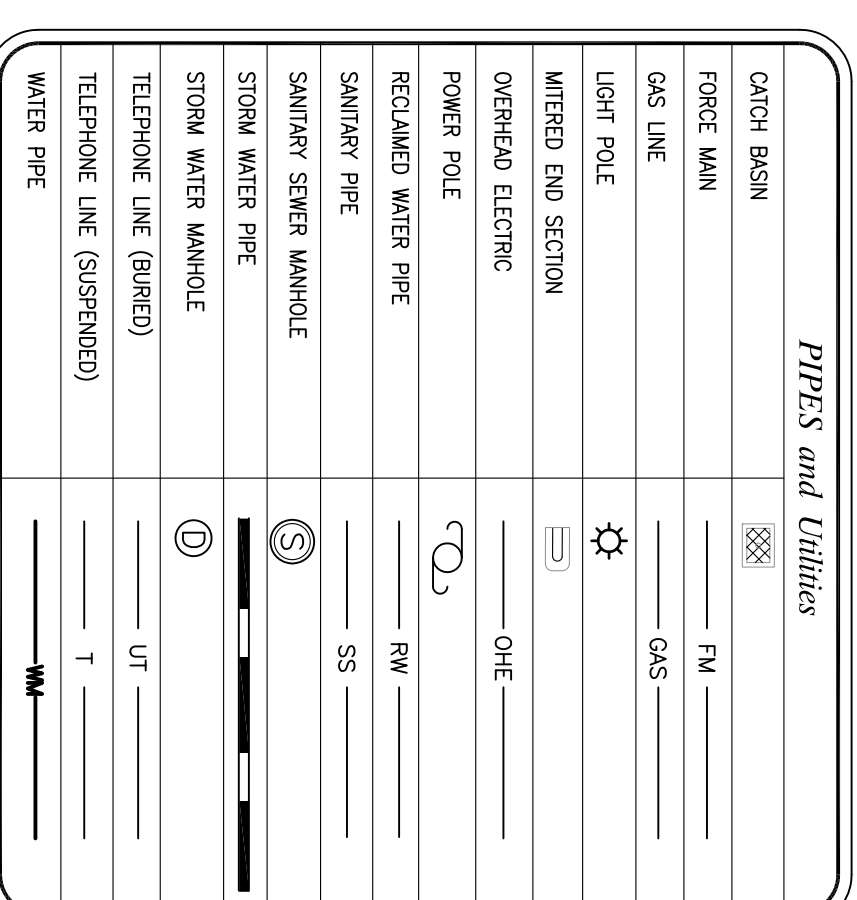 PIPES and Utilities
CATCH BASIN
FORCE MAIN FM
GAS LINE GAS
LIGHT POLE
MITERED END SECTION
OVERHEAD ELECTRIC OHE
POWER POLE
RECLAIMED WATER PIPE RW
SANITARY PIPE SS
SANITARY SEWER MANHOLE S
STORM WATER PIPE
STORM WATER MANHOLE D
TELEPHONE LINE (BURIED) UT
TELEPHONE LINE (SUSPENDED) T
WATER PIPE WM